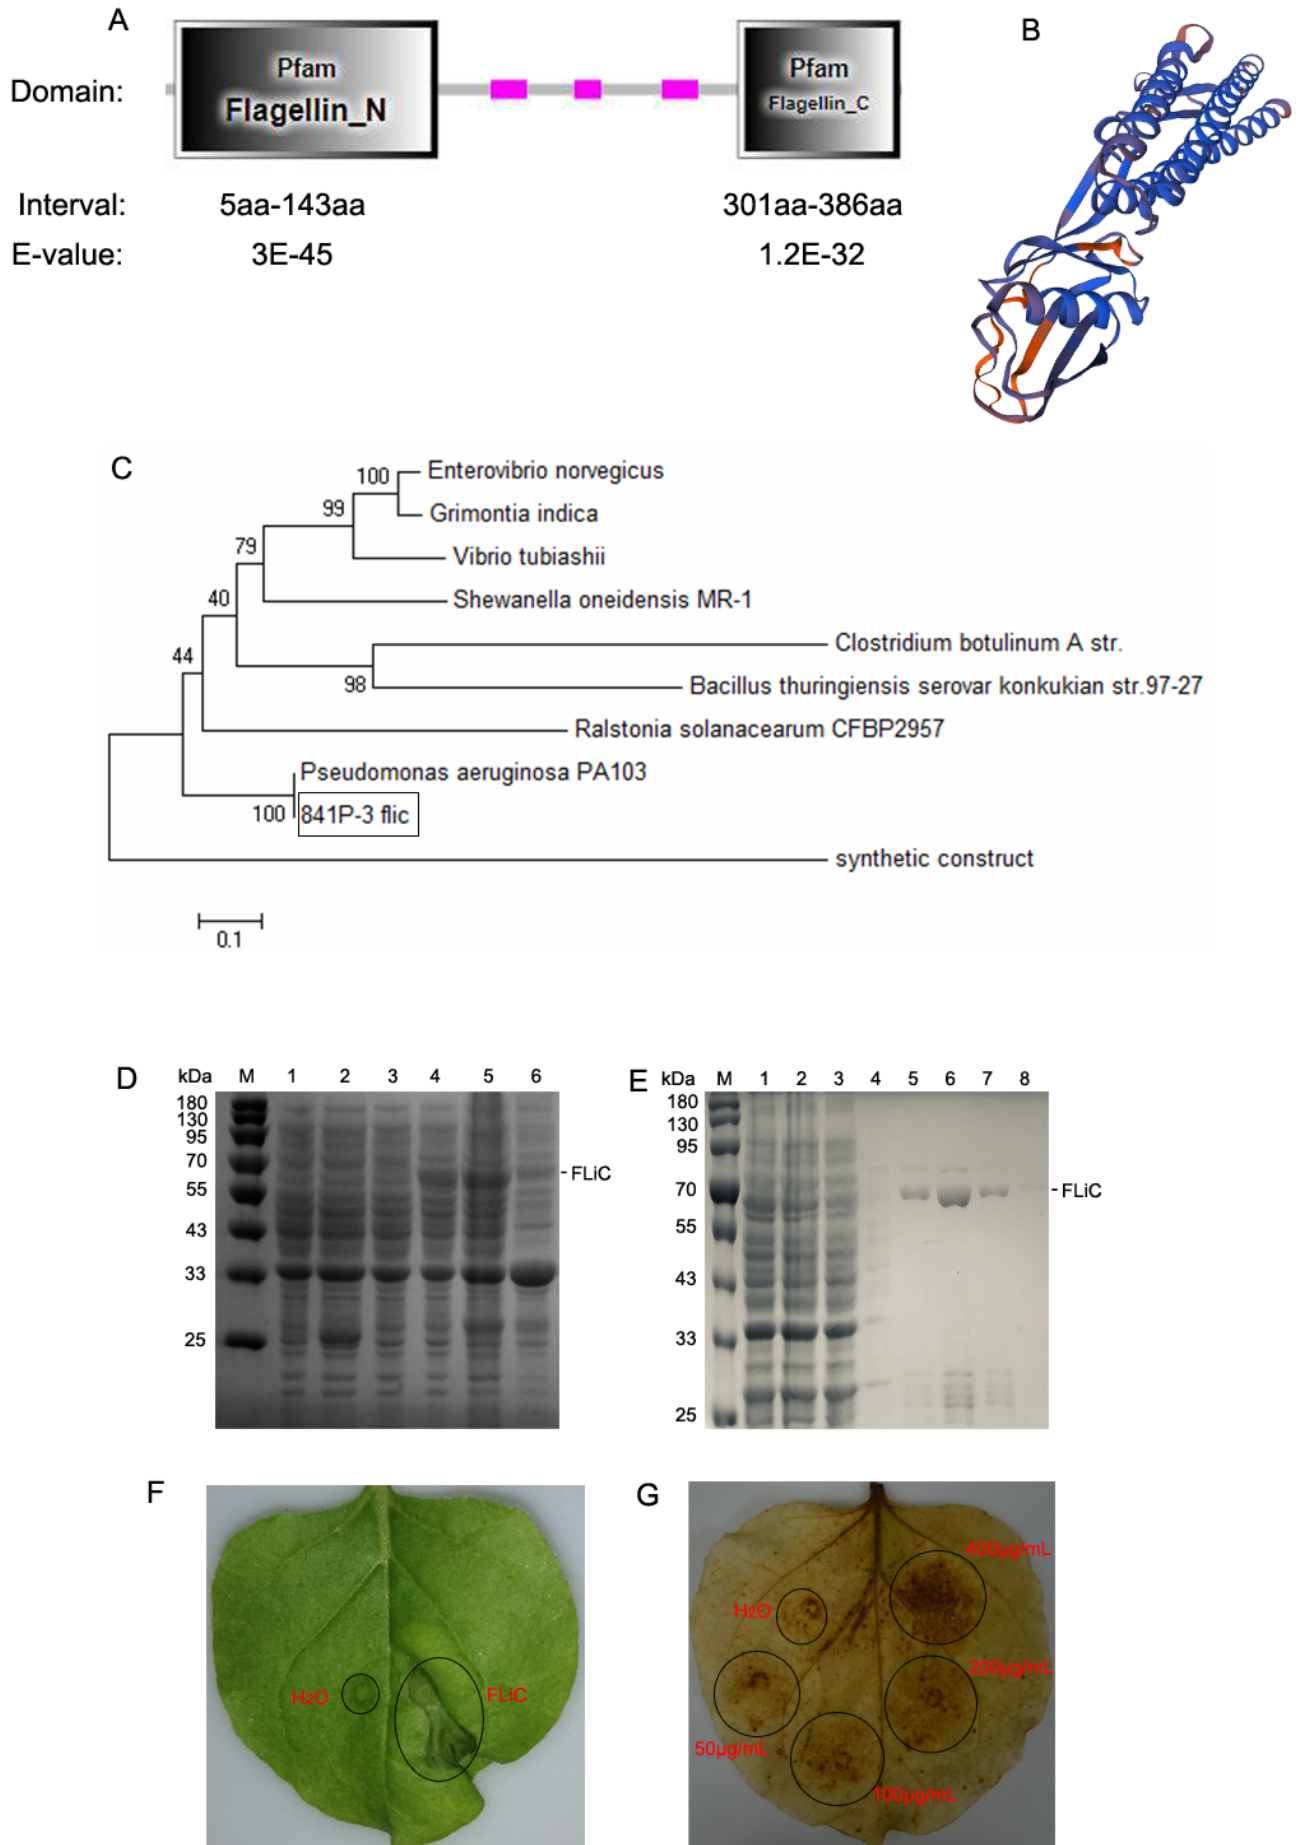 A
B
Pfam
Flagellin_N
Pfam
Flagellin_C
Domain:
Interval: 5aa-143aa 301aa-386aa
E-value: 3E-45 1.2E-32
C
100
Enterovibrio norvegicus
99
Grimontia indica
79
Vibrio tubiashii
40
Shewanella oneidensis MR-1
44
Clostridium botulinum A str.
98
Bacillus thuringiensis serovar konkukian str.97-27
Ralstonia solanacearum CFBP2957
Pseudomonas aeruginosa PA103
100
841P-3 flic
synthetic construct
0.1
D
kDa M 1 2 3 4 5 6
180
130
95
70
55
43
33
25
- FLiC
E
kDa M 1 2 3 4 5 6 7 8
180
130
95
70
55
43
33
25
- FLiC
F
H2O
FLiC
G
400µg/mL
H2O
200µg/mL
50µg/mL
100µg/mL